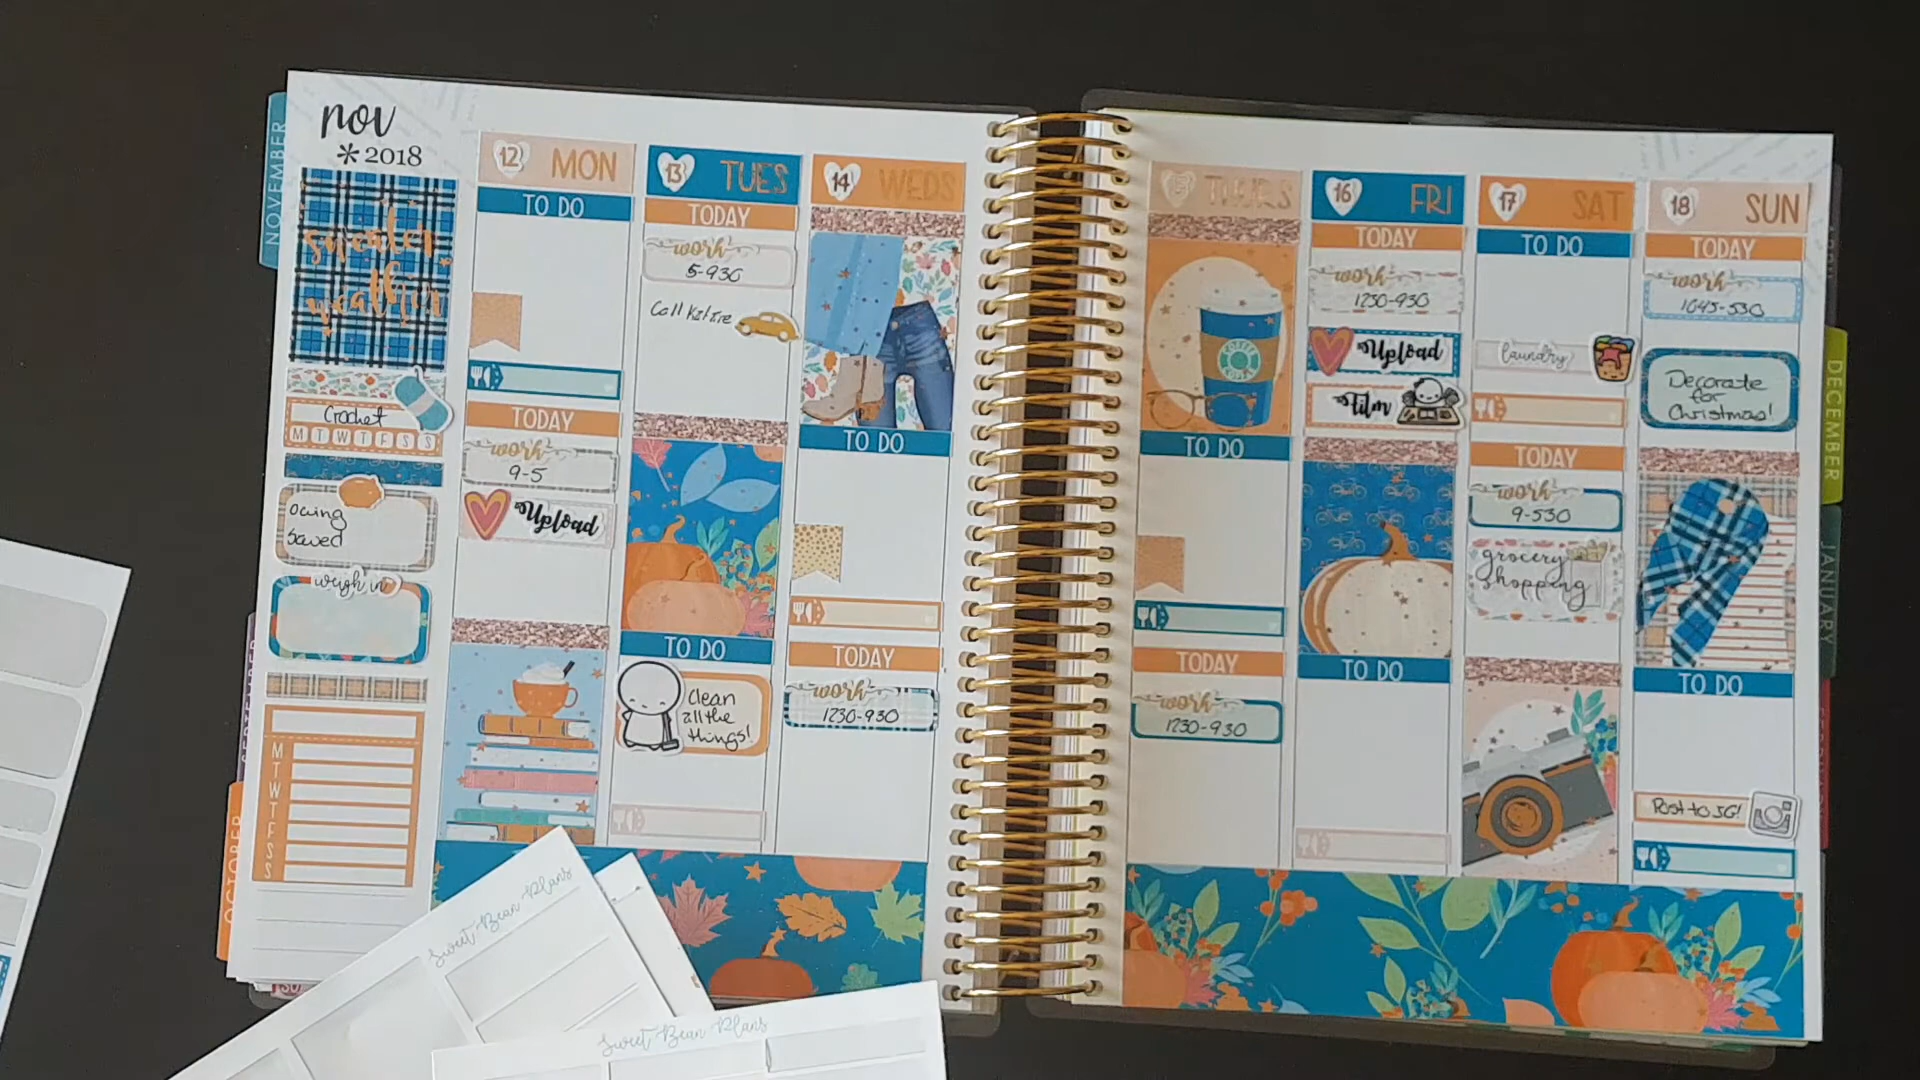 nov
*2018
sweater
weather
Crochet
M T W T F S S
owing
saved
weigh in
M
T
W
T
F
S
S
12 MON
TO DO
TODAY
work
9-5
Upload
13 TUES
TODAY
work
5-930
Call
TO DO
Clean
all the
things!
14 WEDS
TO DO
TODAY
work
1230-930
15 THURS
COFFEE
TO DO
TODAY
work
1230-930
16 FRI
TODAY
work
1230-930
Upload
Film
TO DO
17 SAT
TO DO
laundry
TODAY
work
9-530
grocery
shopping
18 SUN
TODAY
work
1045-530
Decorate
for
Christmas!
TO DO
Post to IG!
NOVEMBER
SEPTEMBER
OCTOBER
DECEMBER
JANUARY
Sweet Bean Plans
Sweet Bean Plans